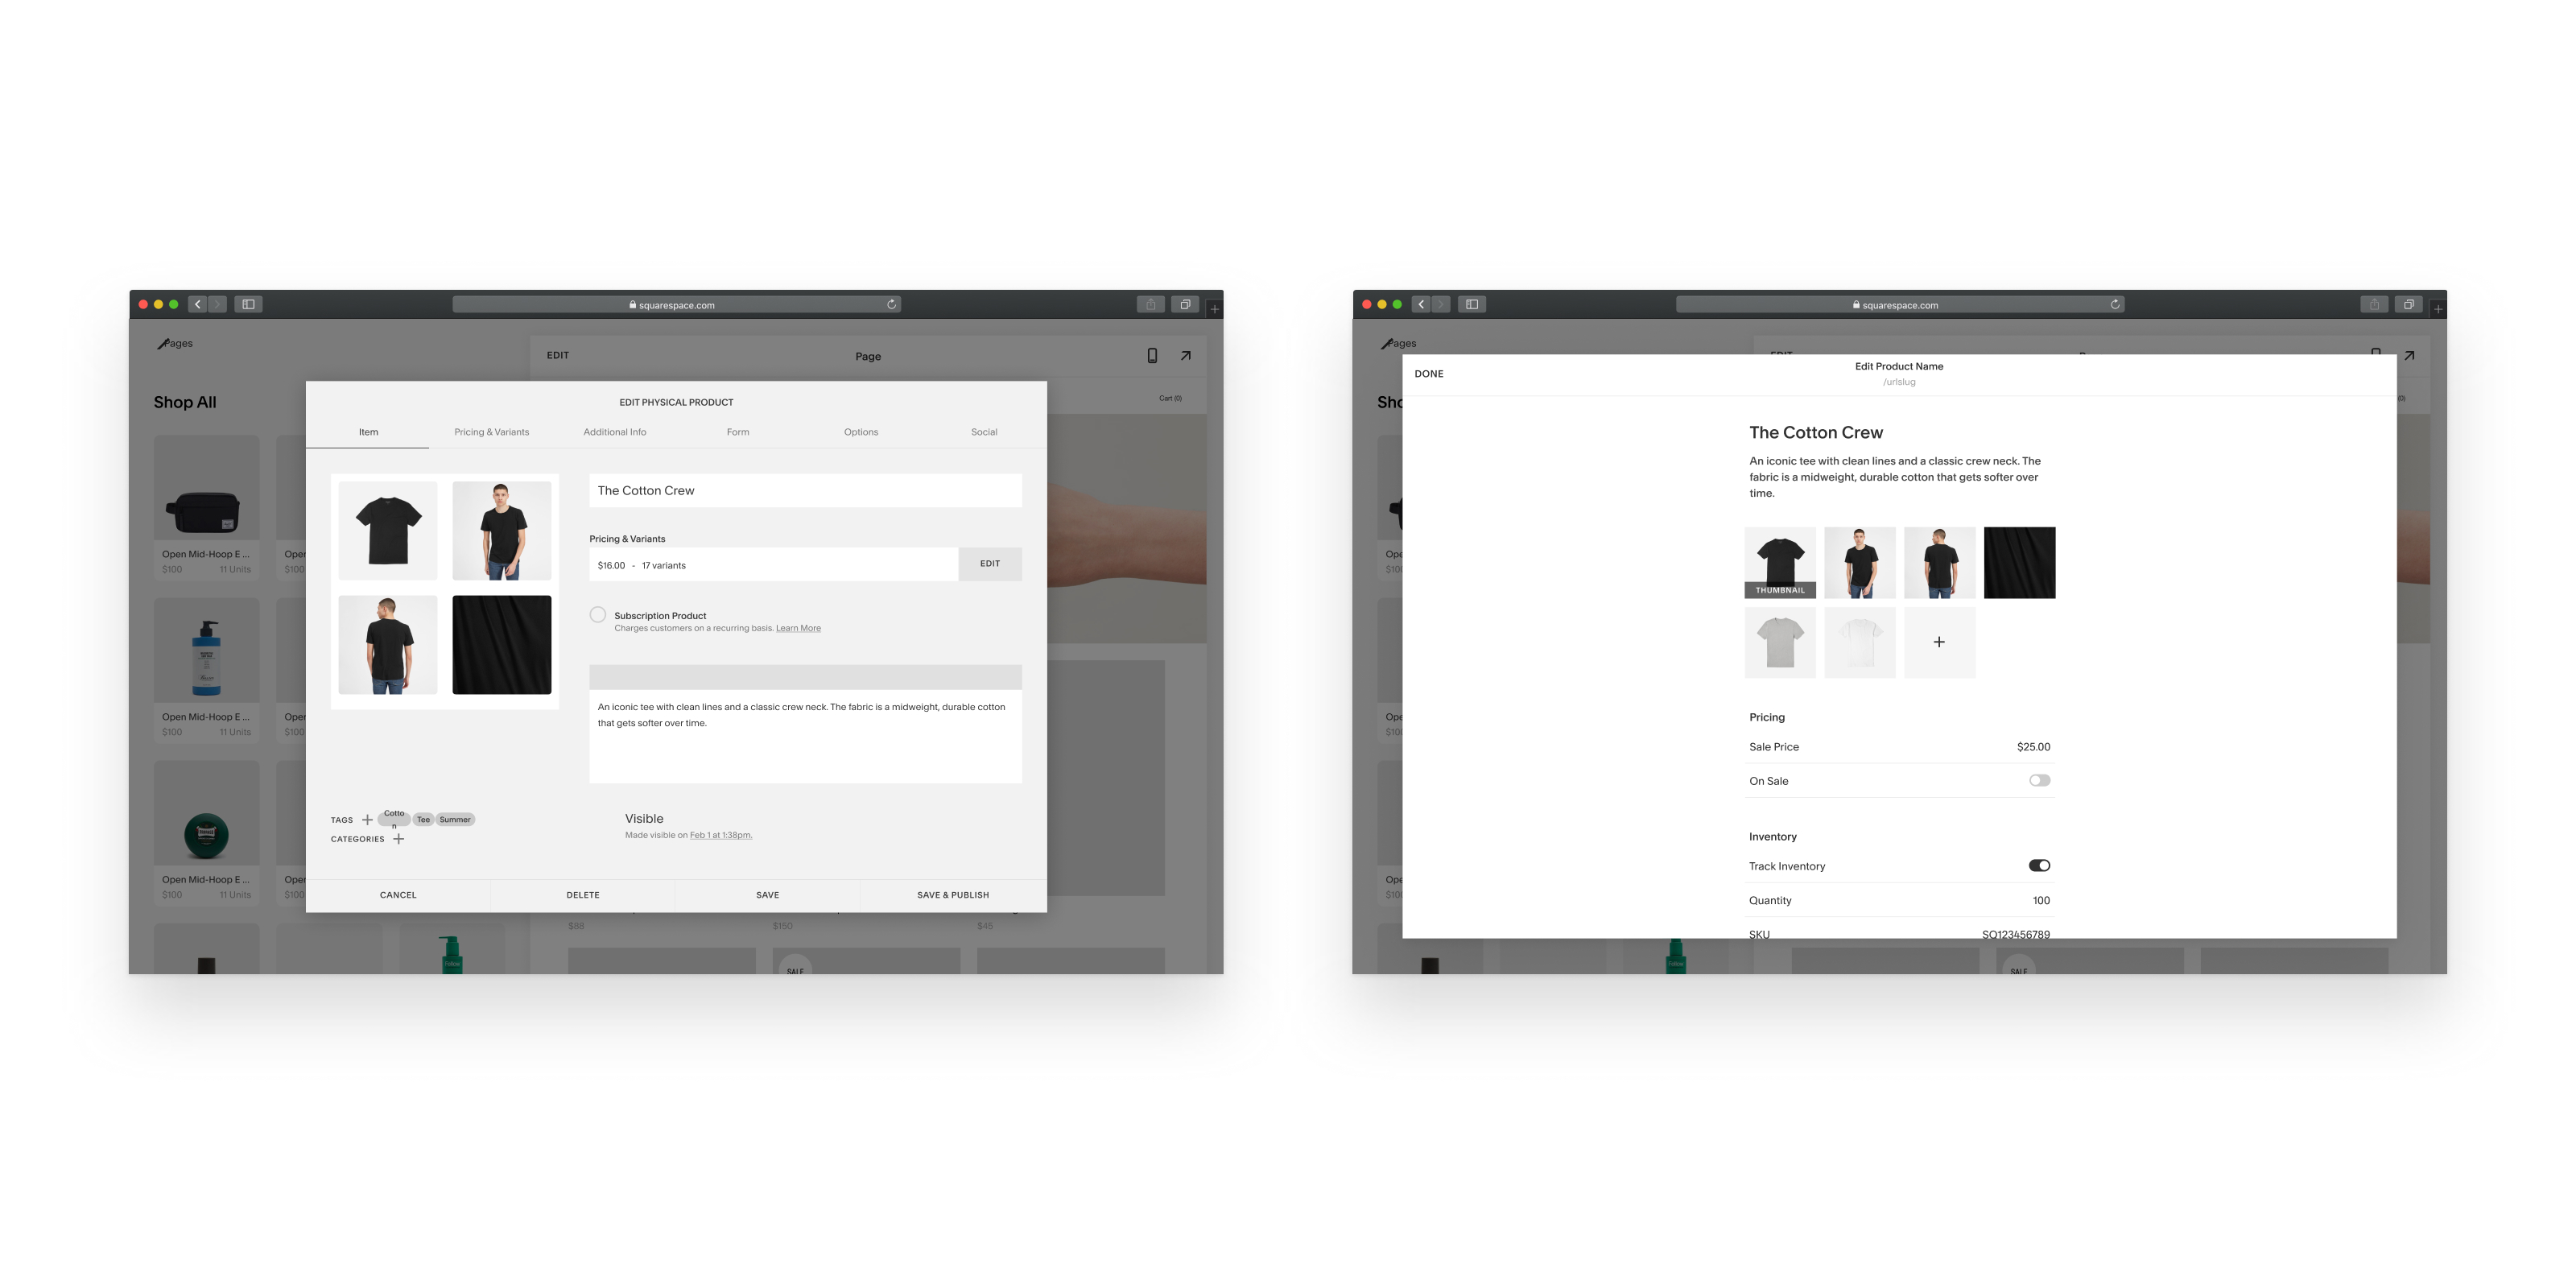 squarespace.com
Pages
EDIT
Page
Shop All
Cart (0)
EDIT PHYSICAL PRODUCT
Item
Pricing & Variants
Additional Info
Form
Options
Social
The Cotton Crew
Pricing & Variants
$16.00 - 17 variants
EDIT
Subscription Product
Charges customers on a recurring basis. Learn More
An iconic tee with clean lines and a classic crew neck. The fabric is a midweight, durable cotton
that gets softer over time.
TAGS
Cotto
n
Tee
Summer
CATEGORIES
Visible
Made visible on Feb 1 at 1:38pm.
CANCEL
DELETE
SAVE
SAVE & PUBLISH
Open Mid-Hoop E ...
$100
11 Units
Open
$100
Open Mid-Hoop E ...
$100
11 Units
Open
$100
Open Mid-Hoop E ...
$100
11 Units
Open
$100
$88
$150
$45
SALE
squarespace.com
Pages
DONE
Edit Product Name
/urlslug
The Cotton Crew
An iconic tee with clean lines and a classic crew neck. The
fabric is a midweight, durable cotton that gets softer over
time.
THUMBNAIL
Pricing
Sale Price
$25.00
On Sale
Inventory
Track Inventory
Quantity
100
SKU
SQ123456789
SALE